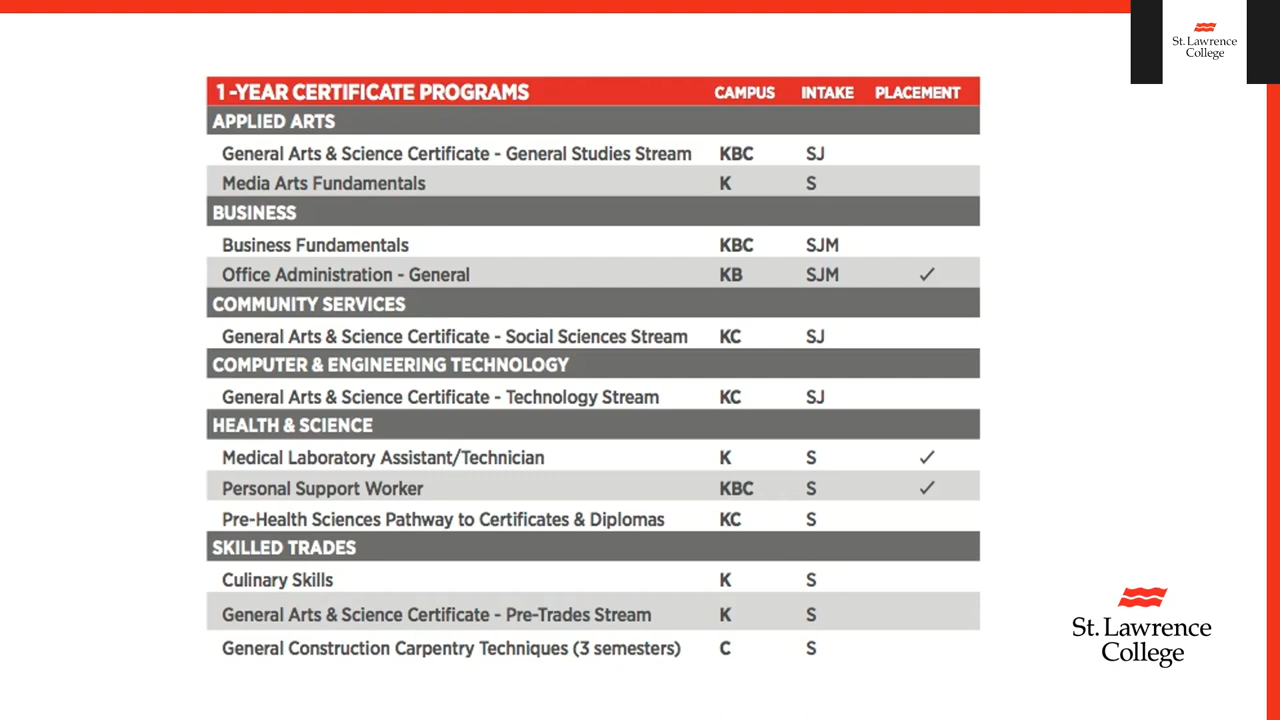 St. Lawrence
College
1-YEAR CERTIFICATE PROGRAMS CAMPUS INTAKE PLACEMENT
APPLIED ARTS
General Arts & Science Certificate - General Studies Stream KBC SJ
Media Arts Fundamentals K S
BUSINESS
Business Fundamentals KBC SJM
Office Administration - General KB SJM ✓
COMMUNITY SERVICES
General Arts & Science Certificate - Social Sciences Stream KC SJ
COMPUTER & ENGINEERING TECHNOLOGY
General Arts & Science Certificate - Technology Stream KC SJ
HEALTH & SCIENCE
Medical Laboratory Assistant/Technician K S ✓
Personal Support Worker KBC S ✓
Pre-Health Sciences Pathway to Certificates & Diplomas KC S
SKILLED TRADES
Culinary Skills K S
General Arts & Science Certificate - Pre-Trades Stream K S
General Construction Carpentry Techniques (3 semesters) C S
St. Lawrence
College